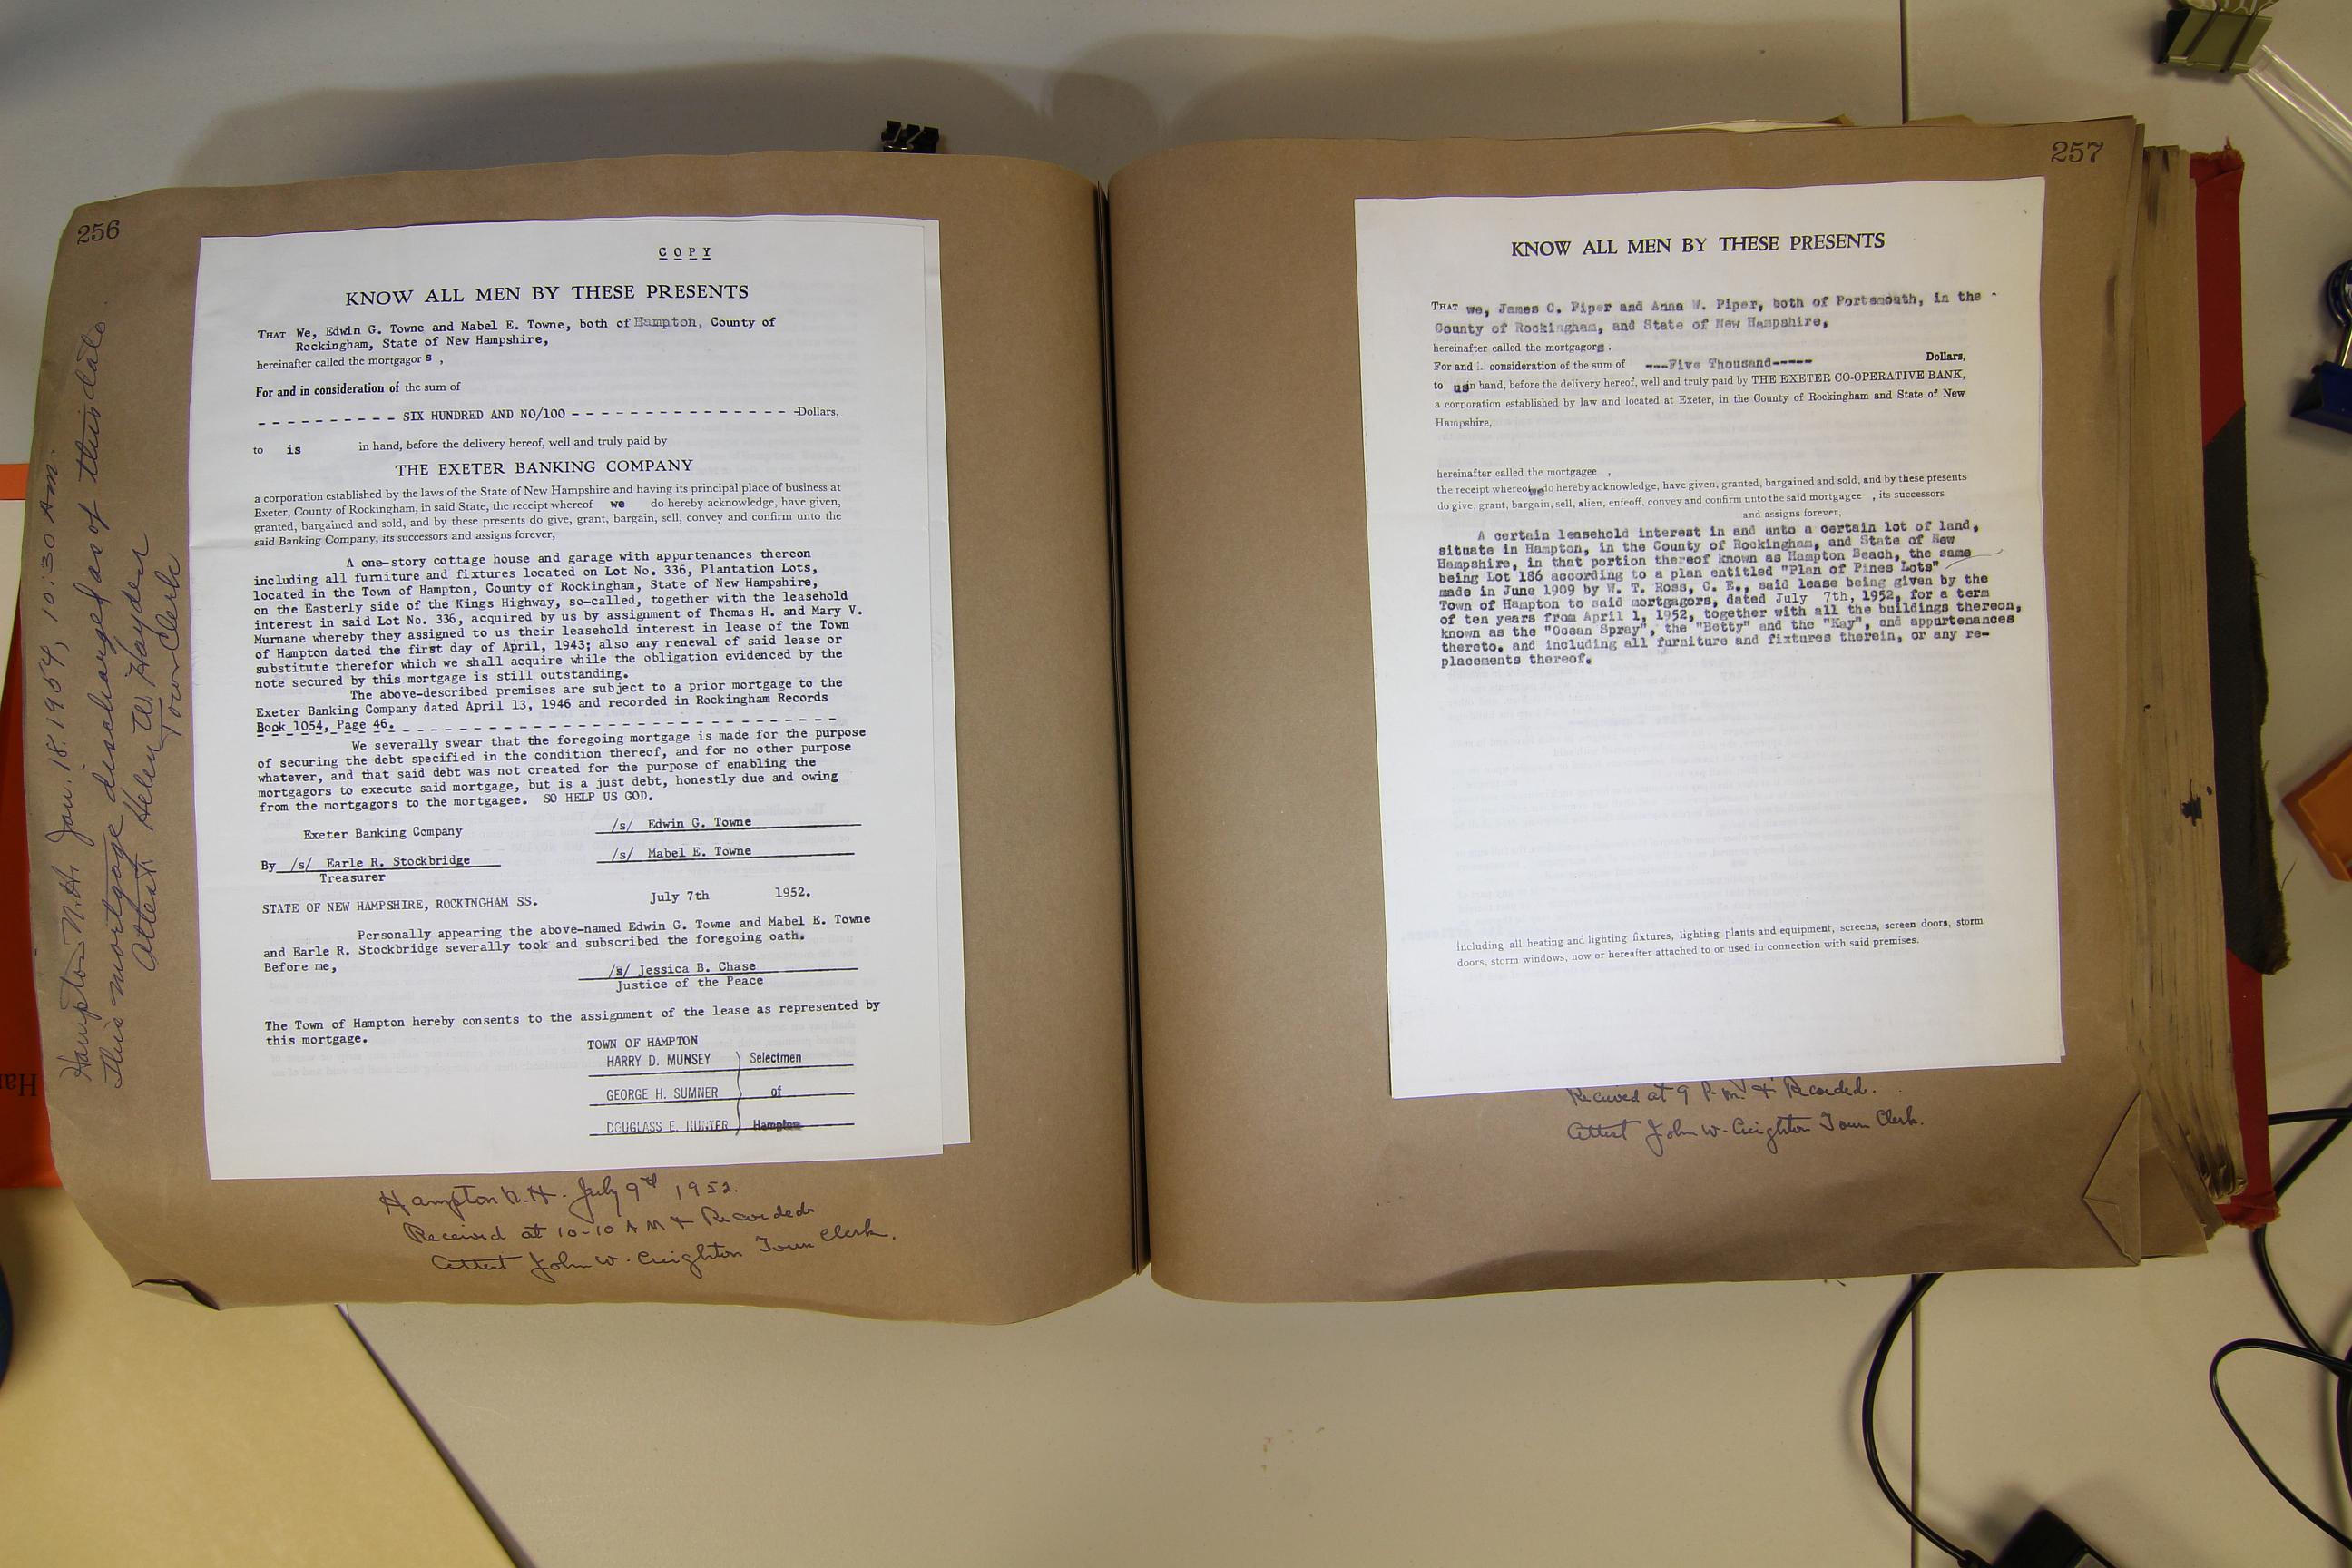 256
COPY
KNOW ALL MEN BY THESE PRESENTS
THAT We, Edwin G. Towne and Mabel E. Towne, both of Hampton, County of
Rockingham, State of New Hampshire,
hereinafter called the mortgagor s ,
For and in consideration of the sum of
- - - - - - - - - - SIX HUNDRED AND NO/100 - - - - - - - - - - - - - - - -Dollars,
to is in hand, before the delivery hereof, well and truly paid by
THE EXETER BANKING COMPANY
a corporation established by the laws of the State of New Hampshire and having its principal place of business at
Exeter, County of Rockingham, in said State, the receipt whereof we do hereby acknowledge, have given,
granted, bargained and sold, and by these presents do give, grant, bargain, sell, convey and confirm unto the
said Banking Company, its successors and assigns forever,
A one-story cottage house and garage with appurtenances thereon
including all furniture and fixtures located on Lot No. 336, Plantation Lots,
located in the Town of Hampton, County of Rockingham, State of New Hampshire,
on the Easterly side of the Kings Highway, so-called, together with the leasehold
interest in said Lot No. 336, acquired by us by assignment of Thomas H. and Mary V.
Murnane whereby they assigned to us their leasehold interest in lease of the Town
of Hampton dated the first day of April, 1943; also any renewal of said lease or
substitute therefor which we shall acquire while the obligation evidenced by the
note secured by this mortgage is still outstanding.
The above-described premises are subject to a prior mortgage to the
Exeter Banking Company dated April 13, 1946 and recorded in Rockingham Records
Book 1054, Page 46. - - - - - - - - - - - - - - - - - - - - - - - - - - - - - -
We severally swear that the foregoing mortgage is made for the purpose
of securing the debt specified in the condition thereof, and for no other purpose
whatever, and that said debt was not created for the purpose of enabling the
mortgagors to execute said mortgage, but is a just debt, honestly due and owing
from the mortgagors to the mortgagee. SO HELP US GOD.
Exeter Banking Company /s/ Edwin G. Towne
By /s/ Earle R. Stockbridge /s/ Mabel E. Towne
Treasurer
STATE OF NEW HAMPSHIRE, ROCKINGHAM SS. July 7th 1952.
Personally appearing the above-named Edwin G. Towne and Mabel E. Towne
and Earle R. Stockbridge severally took and subscribed the foregoing oath.
Before me,
/s/ Jessica B. Chase
Justice of the Peace
The Town of Hampton hereby consents to the assignment of the lease as represented by
this mortgage.
TOWN OF HAMPTON
HARRY D. MUNSEY ) Selectmen
GEORGE H. SUMNER ) of
DOUGLASS E. HUNTER ) Hampton
Hampton N.H. July 9th 1952.
Received at 10-10 AM & Recorded
Attest John W. Creighton Town Clerk.
Hampton N.H. Jan. 18. 1954, 10:30 AM.
This mortgage discharged as of this date
Attest: Helen W. Hayden
Town Clerk
257
KNOW ALL MEN BY THESE PRESENTS
THAT we, James C. Piper and Anna W. Piper, both of Portsmouth, in the
County of Rockingham, and State of New Hampshire,
hereinafter called the mortgagors .
For and consideration of the sum of ---Five Thousand----- Dollars,
to us in hand, before the delivery hereof, well and truly paid by THE EXETER CO-OPERATIVE BANK,
a corporation established by law and located at Exeter, in the County of Rockingham and State of New
Hampshire,
hereinafter called the mortgagee ,
the receipt whereof we do hereby acknowledge, have given, granted, bargained and sold, and by these presents
do give, grant, bargain, sell, alien, enfeoff, convey and confirm unto the said mortgagee , its successors
and assigns forever,
A certain leasehold interest in and unto a certain lot of land,
situate in Hampton, in the County of Rockingham, and State of New
Hampshire, in that portion thereof known as Hampton Beach, the same
being Lot 186 according to a plan entitled "Plan of Pines Lots"
made in June 1909 by W. T. Ross, C. E., said lease being given by the
Town of Hampton to said mortgagors, dated July 7th, 1952, for a term
of ten years from April 1, 1952, together with all the buildings thereon,
known as the "Ocean Spray", the "Betty" and the "Kay", and appurtenances
thereto. and including all furniture and fixtures therein, or any re-
placements thereof.
including all heating and lighting fixtures, lighting plants and equipment, screens, screen doors, storm
doors, storm windows, now or hereafter attached to or used in connection with said premises.
Received at 9 P.M. & Recorded.
Attest John W. Creighton Town Clerk.